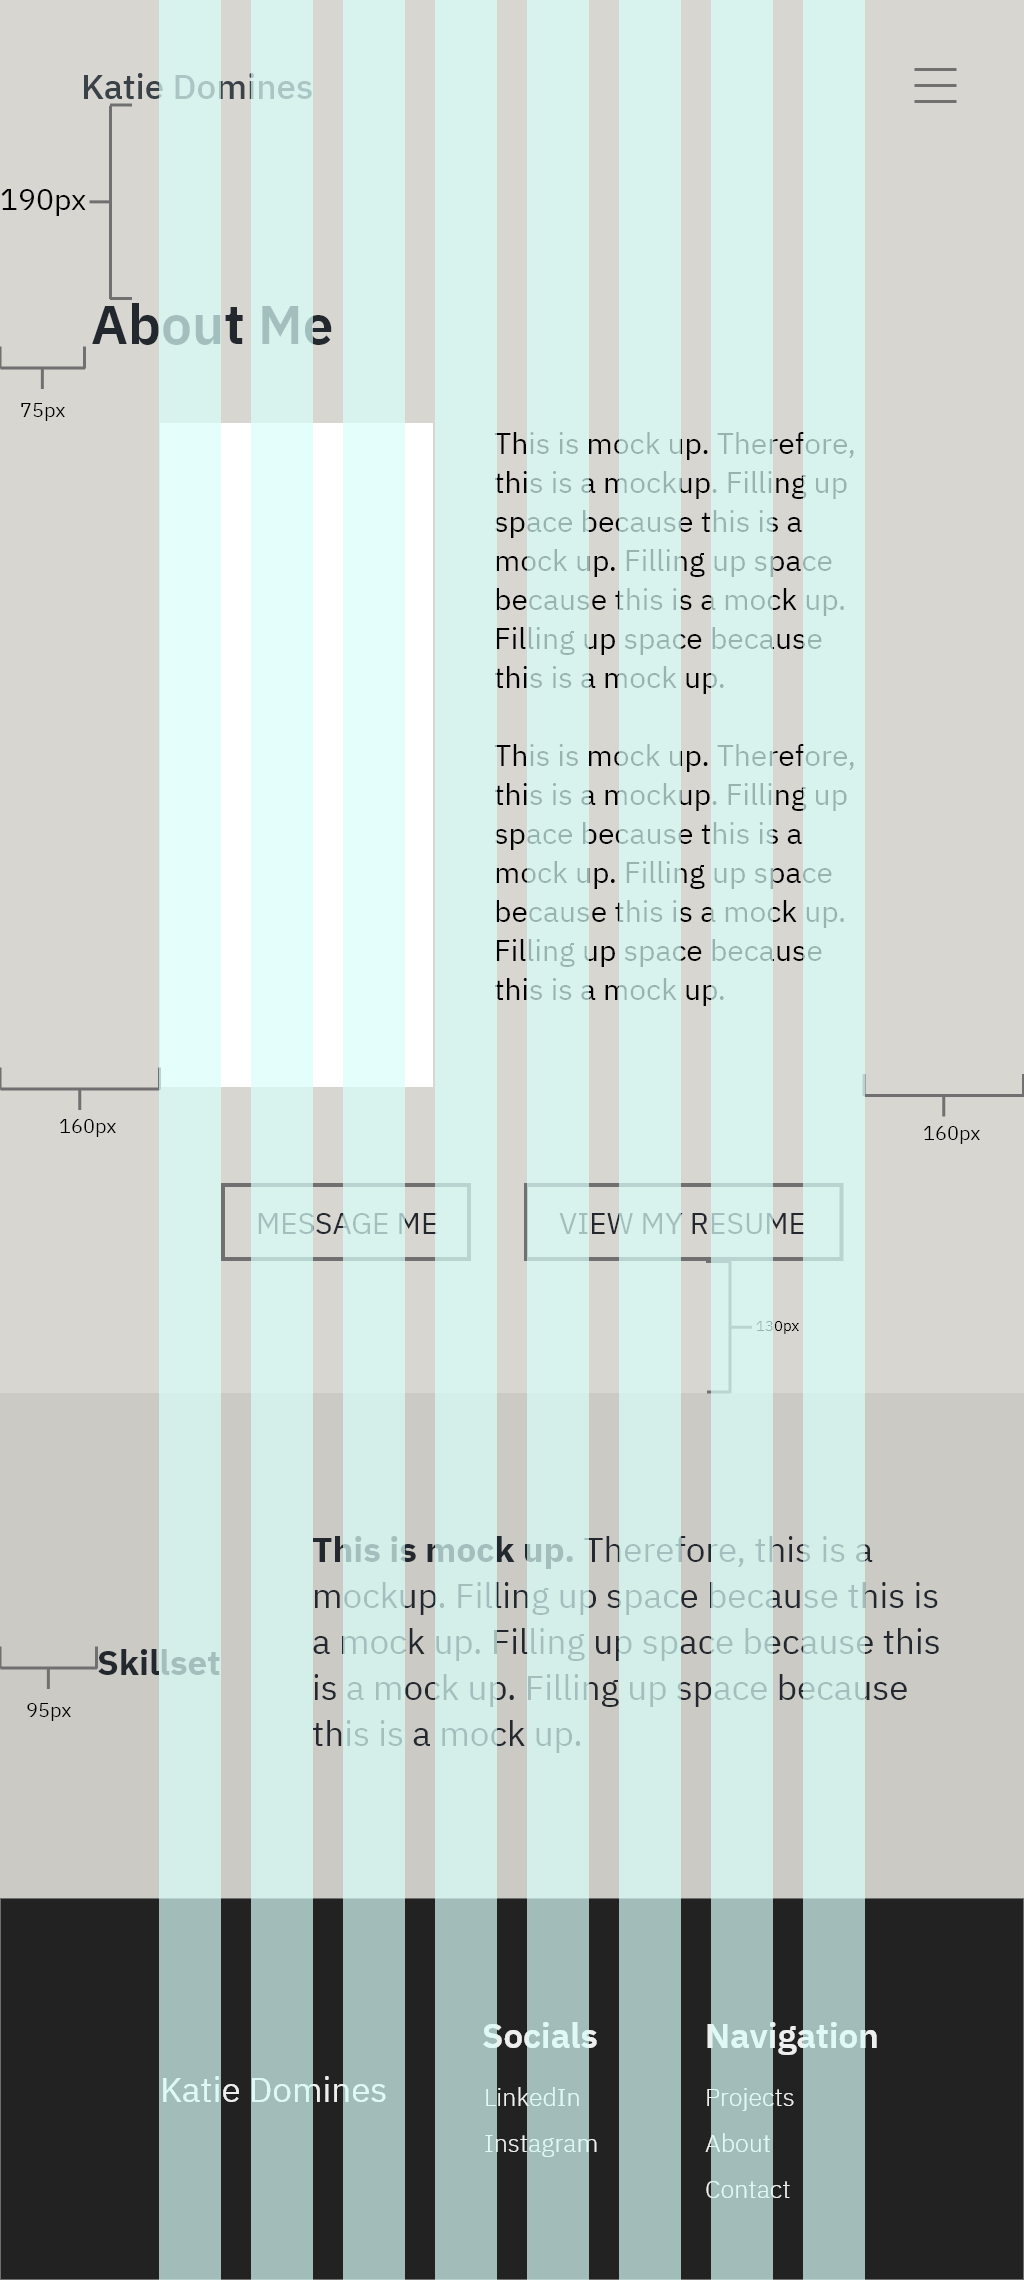 Katie Domines
190px
About Me
75px
This is mock up. Therefore,
this is a mockup. Filling up
space because this is a
mock up. Filling up space
because this is a mock up.
Filling up space because
this is a mock up.
This is mock up. Therefore,
this is a mockup. Filling up
space because this is a
mock up. Filling up space
because this is a mock up.
Filling up space because
this is a mock up.
160px
160px
MESSAGE ME
VIEW MY RESUME
130px
This is mock up. Therefore, this is a
mockup. Filling up space because this is
a mock up. Filling up space because this
is a mock up. Filling up space because
this is a mock up.
Skillset
95px
Katie Domines
Socials
LinkedIn
Instagram
Navigation
Projects
About
Contact